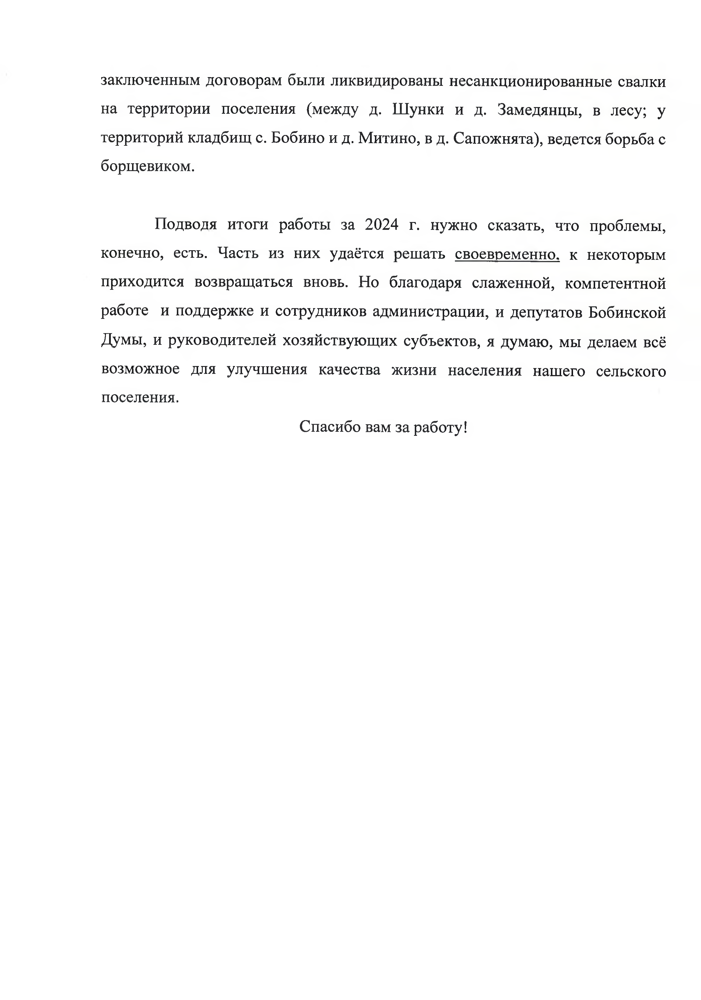 заключенным договорам были ликвидированы несанкционированные свалки
на территории поселения (между д. Шунки и д. Замедянцы, в лесу; у
территорий кладбищ с. Бобино и д. Митино, в д. Сапожнята), ведется борьба с
борщевиком.
Подводя итоги работы за 2024 г. нужно сказать, что проблемы,
конечно, есть. Часть из них удаётся решать своевременно, к некоторым
приходится возвращаться вновь. Но благодаря слаженной, компетентной
работе и поддержке и сотрудников администрации, и депутатов Бобинской
Думы, и руководителей хозяйствующих субъектов, я думаю, мы делаем всё
возможное для улучшения качества жизни населения нашего сельского
поселения.
Спасибо вам за работу!